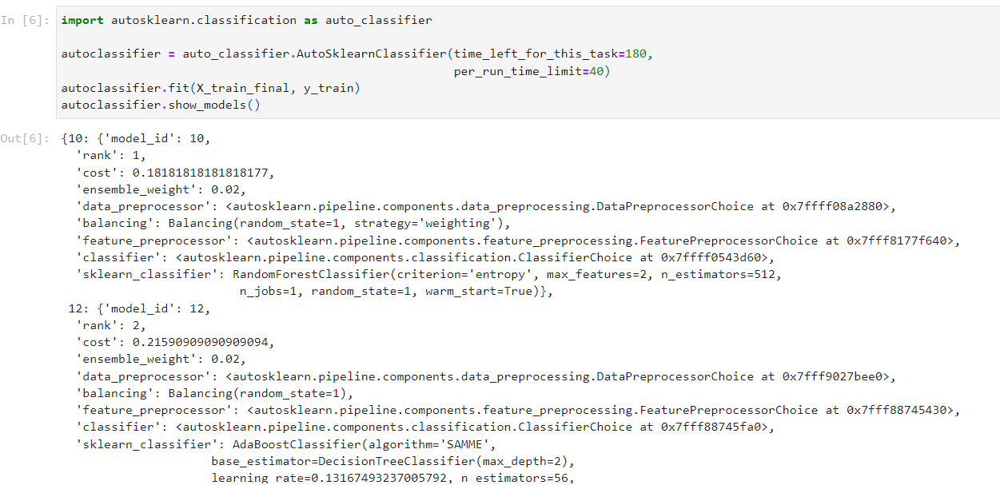 In [6]: import autosklearn.classification as auto_classifier
autoclassifier = auto_classifier.AutoSklearnClassifier(time_left_for_this_task=180,
per_run_time_limit=40)
autoclassifier.fit(X_train_final, y_train)
autoclassifier.show_models()
Out[6]: {10: {'model_id': 10,
'rank': 1,
'cost': 0.18181818181818177,
'ensemble_weight': 0.02,
'data_preprocessor': <autosklearn.pipeline.components.data_preprocessing.DataPreprocessorChoice at 0x7ffff08a2880>,
'balancing': Balancing(random_state=1, strategy='weighting'),
'feature_preprocessor': <autosklearn.pipeline.components.feature_preprocessing.FeaturePreprocessorChoice at 0x7fff8177f640>,
'classifier': <autosklearn.pipeline.components.classification.ClassifierChoice at 0x7ffff0543d60>,
'sklearn_classifier': RandomForestClassifier(criterion='entropy', max_features=2, n_estimators=512,
n_jobs=1, random_state=1, warm_start=True)},
12: {'model_id': 12,
'rank': 2,
'cost': 0.21590909090909094,
'ensemble_weight': 0.02,
'data_preprocessor': <autosklearn.pipeline.components.data_preprocessing.DataPreprocessorChoice at 0x7fff9027bee0>,
'balancing': Balancing(random_state=1),
'feature_preprocessor': <autosklearn.pipeline.components.feature_preprocessing.FeaturePreprocessorChoice at 0x7fff88745430>,
'classifier': <autosklearn.pipeline.components.classification.ClassifierChoice at 0x7fff88745fa0>,
'sklearn_classifier': AdaBoostClassifier(algorithm='SAMME',
base_estimator=DecisionTreeClassifier(max_depth=2),
learning_rate=0.13167493237005792, n_estimators=56,